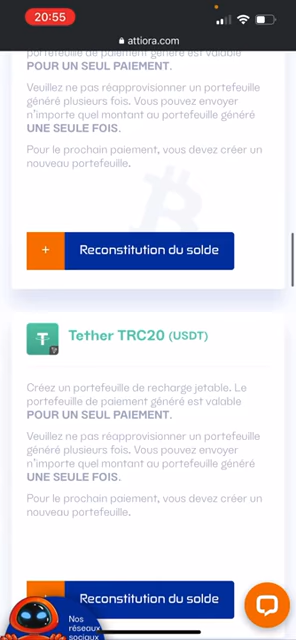 20:55
attiora.com
portefeuille de paiement généré est valable
POUR UN SEUL PAIEMENT.
Veuillez ne pas réapprovisionner un portefeuille
généré plusieurs fois. Vous pouvez envoyer
n'importe quel montant au portefeuille généré
UNE SEULE FOIS.
Pour le prochain paiement, vous devez créer un
nouveau portefeuille.
+ Reconstitution du solde
Tether TRC20 (USDT)
Créez un portefeuille de recharge jetable. Le
portefeuille de paiement généré est valable
POUR UN SEUL PAIEMENT.
Veuillez ne pas réapprovisionner un portefeuille
généré plusieurs fois. Vous pouvez envoyer
n'importe quel montant au portefeuille généré
UNE SEULE FOIS.
Pour le prochain paiement, vous devez créer un
nouveau portefeuille.
+ Reconstitution du solde
Nos
réseaux
sociaux